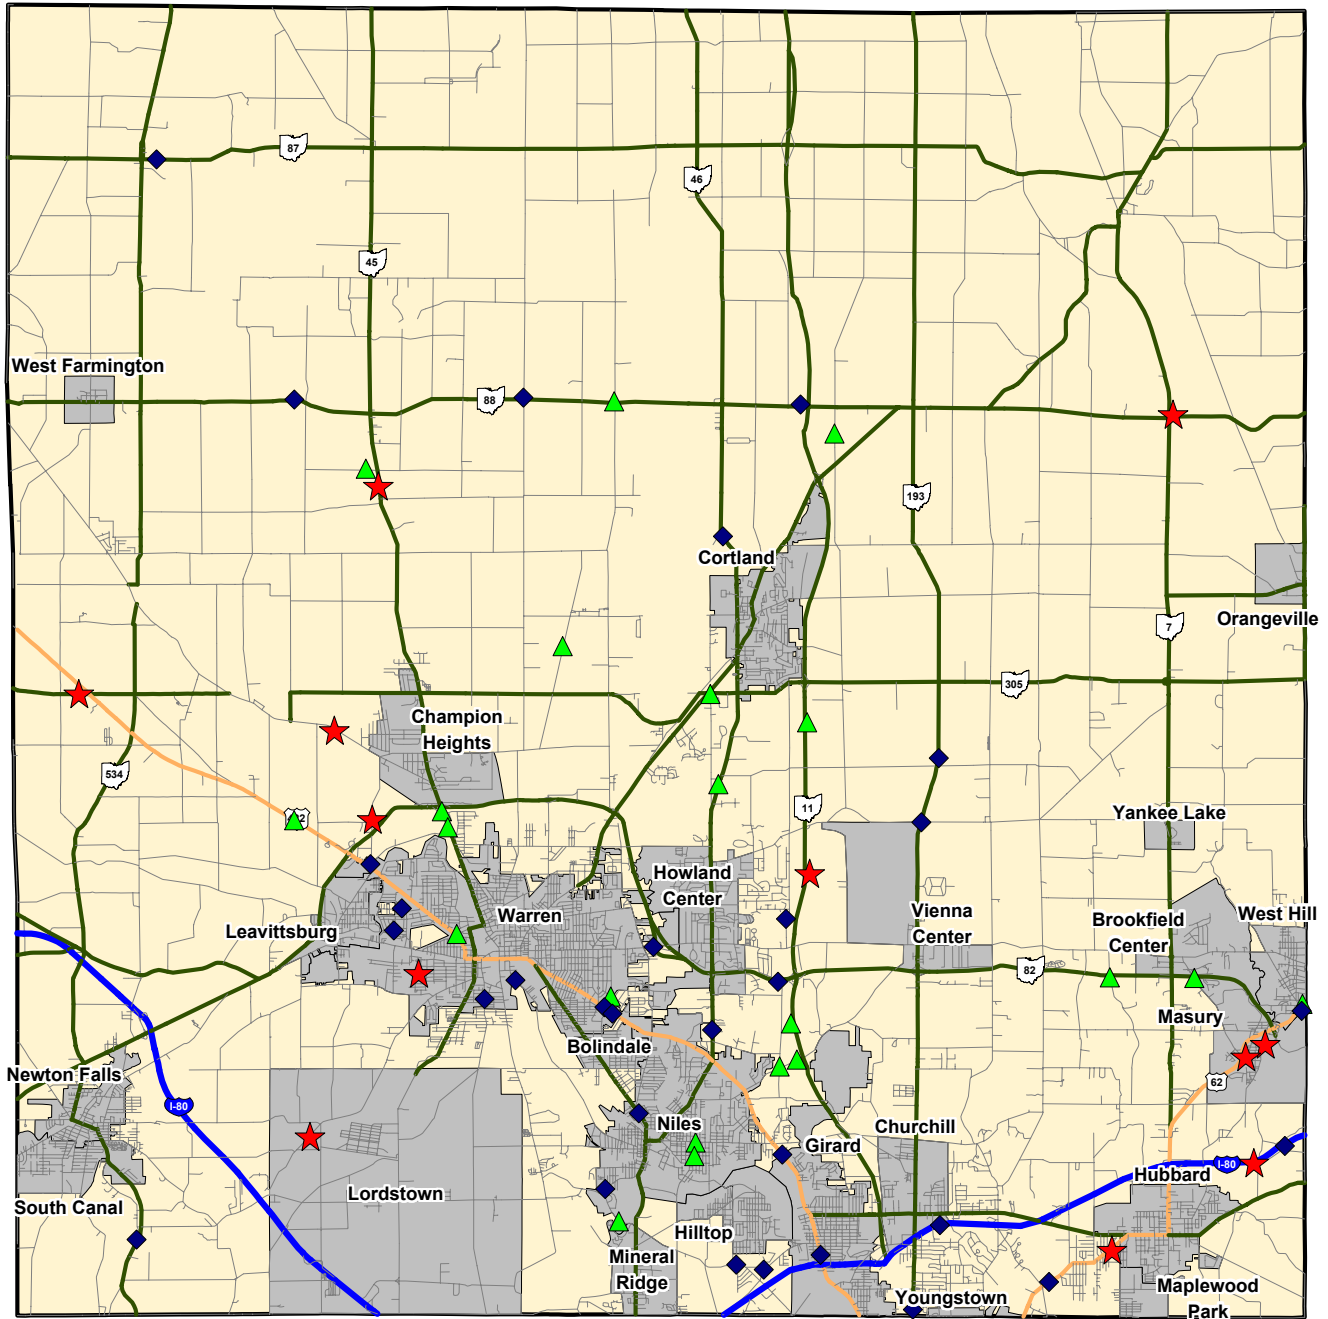 87
46
45
West Farmington
88
193
Cortland
Orangeville
7
305
Champion
Heights
534
11
Yankee Lake
Howland
Center
Warren
Leavittsburg
Vienna
Center
Brookfield
Center
West Hill
82
Masury
Bolindale
Newton Falls
62
I-80
Niles
Girard
Churchill
I-80
Hubbard
Lordstown
South Canal
Hilltop
Mineral
Ridge
Youngstown
Maplewood
Park